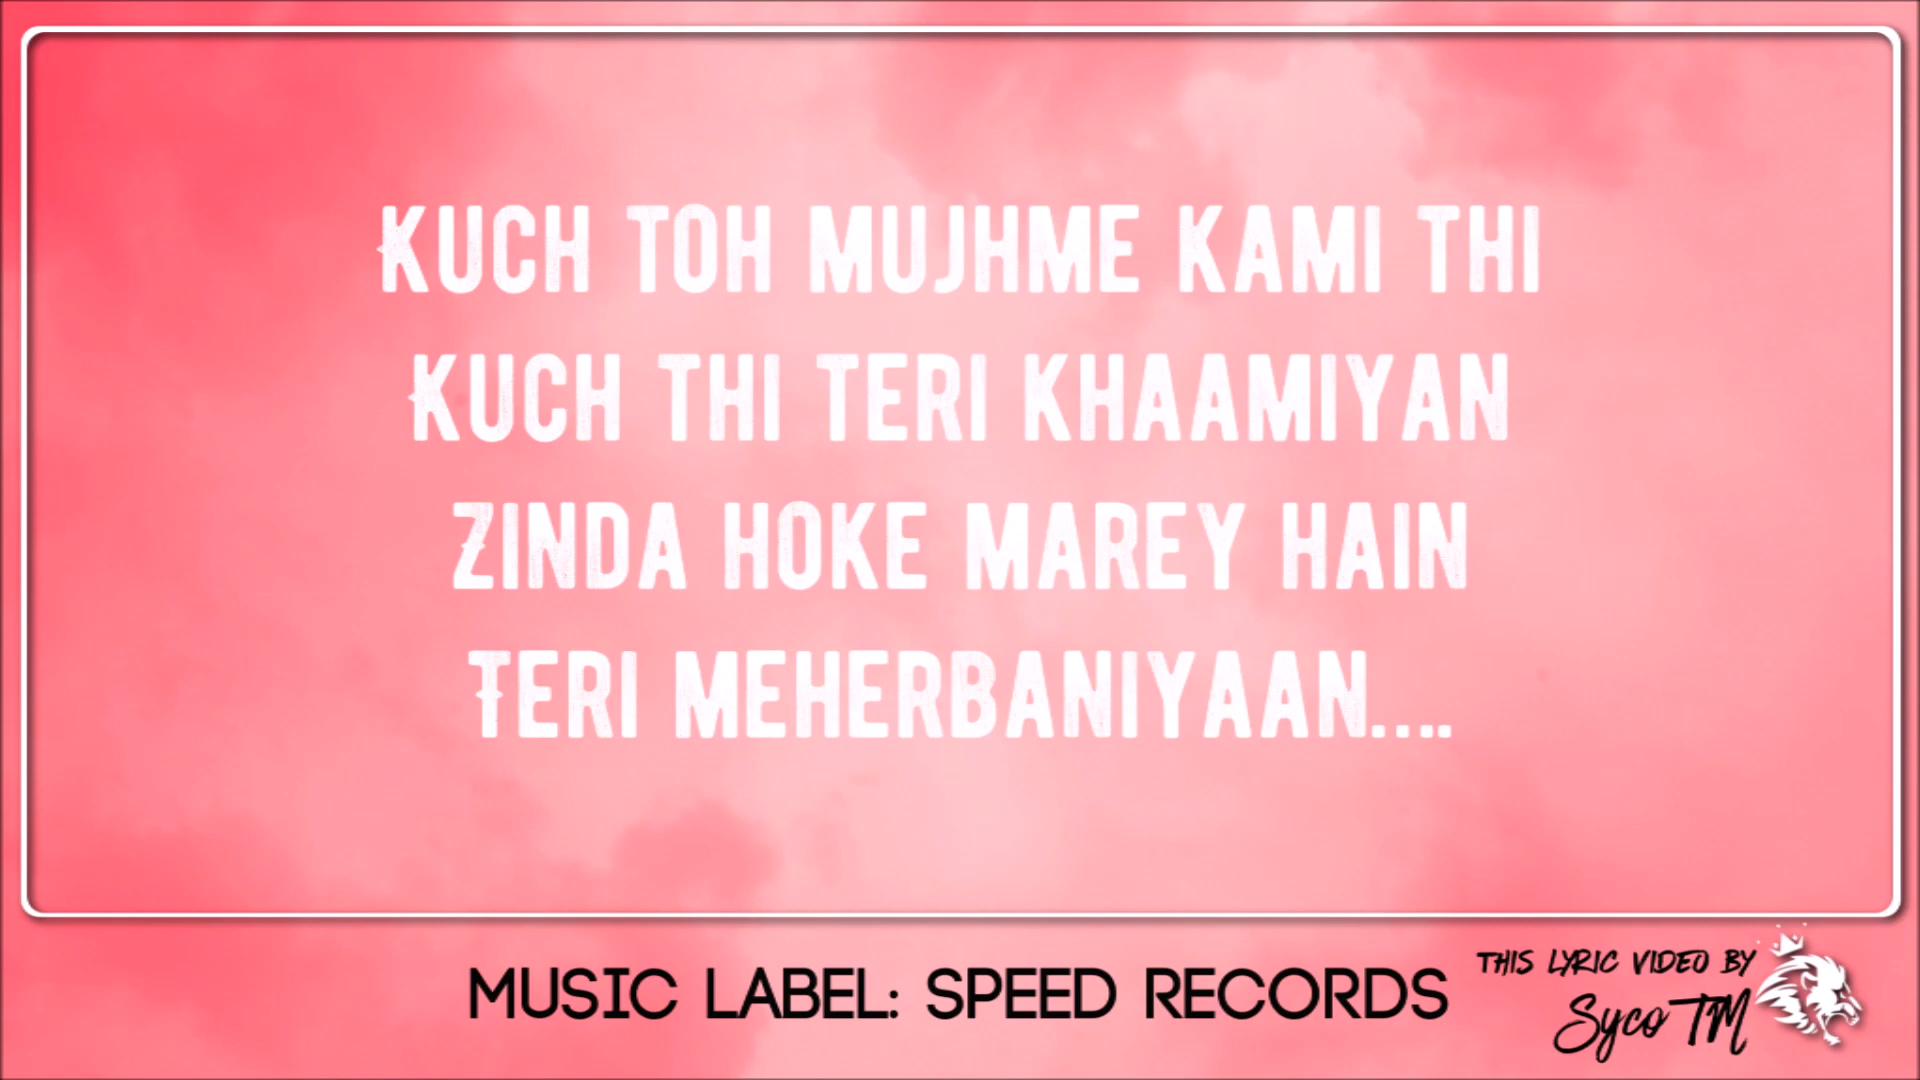 KUCH TOH MUJHME KAMI THI
KUCH THI TERI KHAAMIYAN
ZINDA HOKE MAREY HAIN
TERI MEHERBANIYAAN....
MUSIC LABEL: SPEED RECORDS
THIS LYRIC VIDEO BY
Syco TM